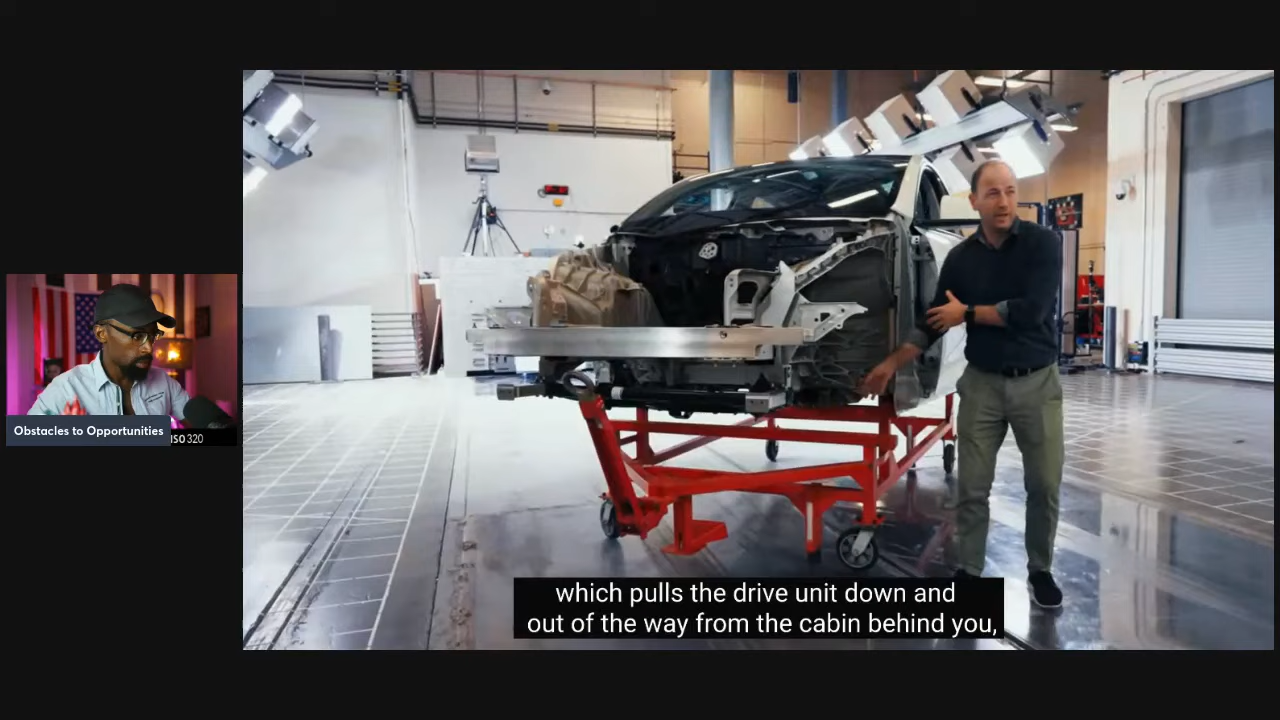 Obstacles to Opportunities
ISO 320
which pulls the drive unit down and
out of the way from the cabin behind you,